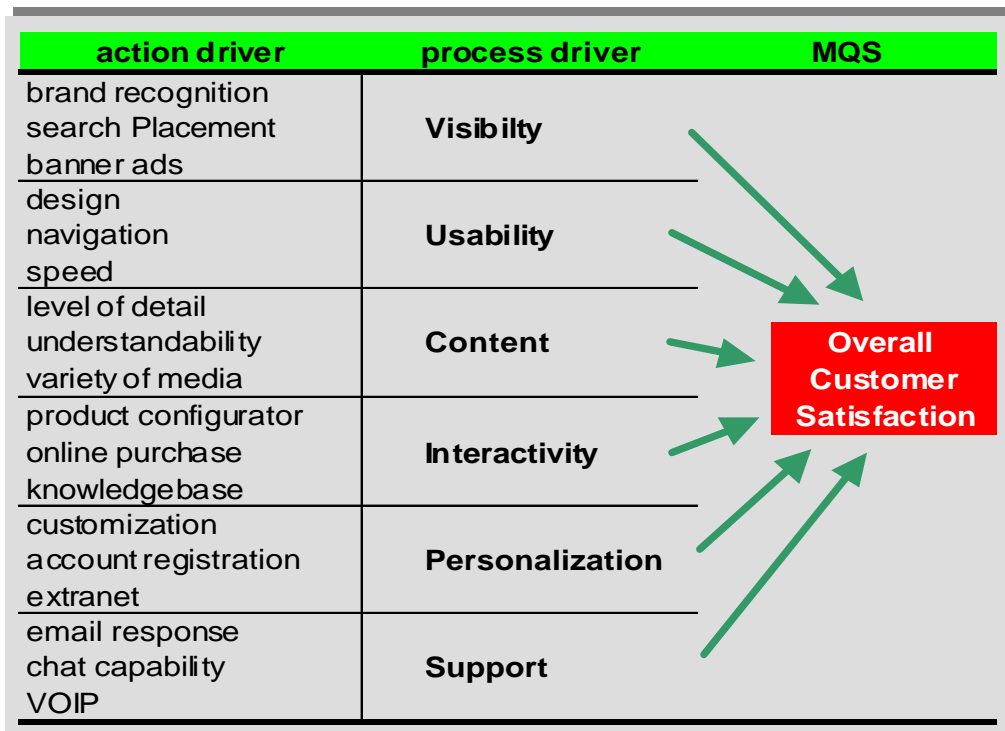 action driver process driver MQS
brand recognition
search Placement
banner ads
Visibilty
design
navigation
speed
Usability
level of detail
understandability
variety of media
Content
product configurator
online purchase
knowledgebase
Interactivity
customization
account registration
extranet
Personalization
email response
chat capability
VOIP
Support
Overall
Customer
Satisfaction